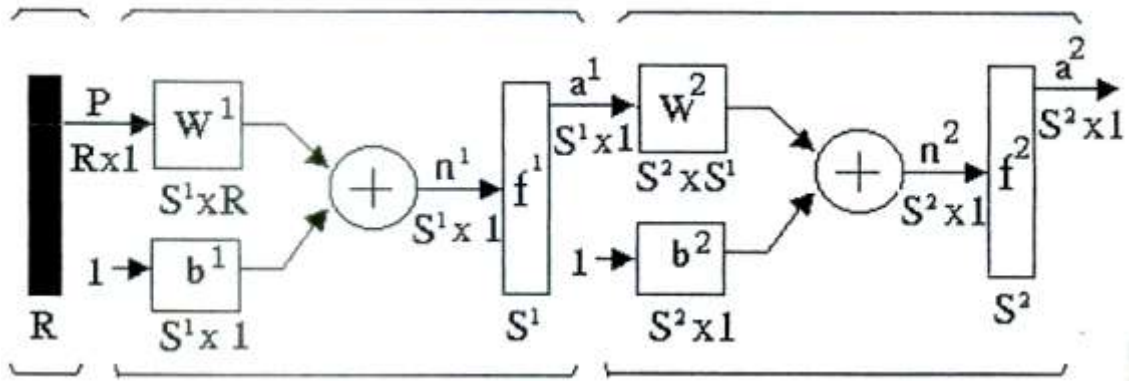 P
Rx1
R
W¹
S¹xR
1
b¹
S¹x 1
n¹
S¹x 1
f¹
S¹
a¹
S¹x1
W²
S²xS¹
1
b²
S²x1
n²
S²x1
f²
S²
a²
S²x1